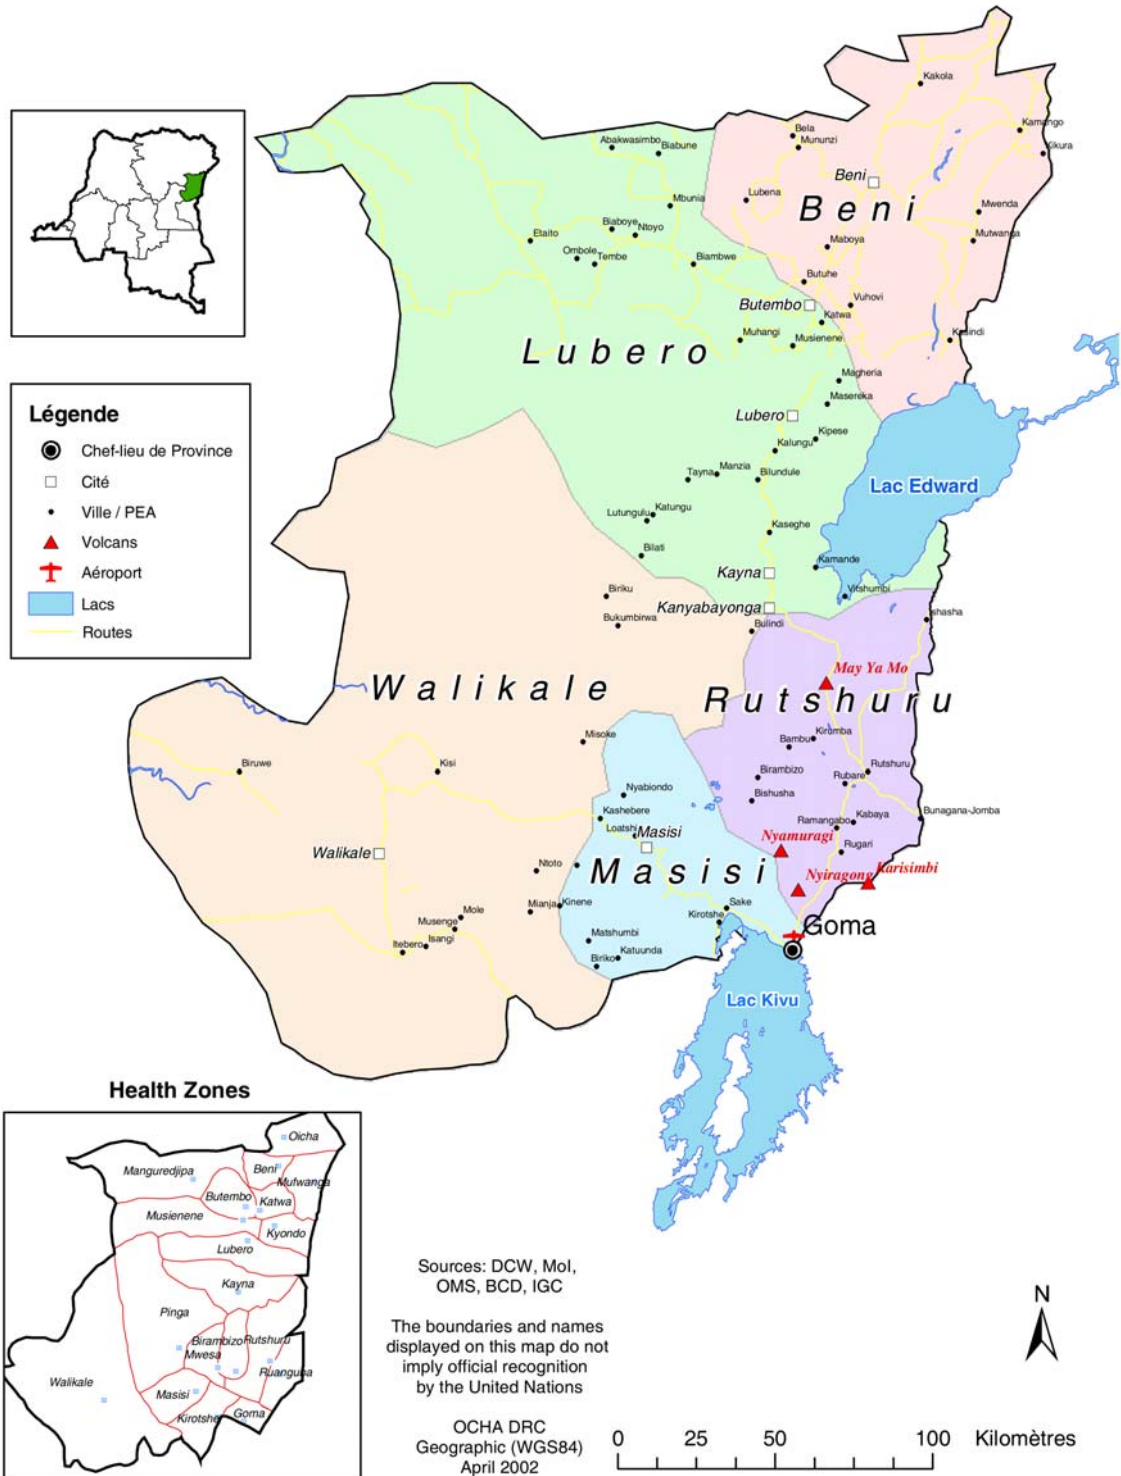 Kakola
Kamango
Bela
Mununzi
Kikura
Abakwasimbo
Biabune
Beni
Lubena
Mbunia
Beni
Mwenda
Biaboye
Ntoyo
Etaito
Mutwanga
Maboya
Ombole
Tembe
Biambwe
Butuhe
Butembo
Vuhovi
Katwa
Muhangi
Musienene
Kasindi
Lubero
Magheria
Masereka
Lubero
Kipese
Kalungu
Tayna
Manzia
Bilundule
Lac Edward
Lutungulu
Katungu
Kaseghe
Bilati
Kamande
Kayna
Vitshumbi
Biriku
Kanyabayonga
Bukumbirwa
Bulindi
Ishasha
May Ya Mo
Walikale
Rutshuru
Misoke
Bambu
Kiromba
Biruwe
Kisi
Birambizo
Rutshuru
Rubare
Nyabiondo
Bishusha
Kashebere
Bunagana-Jomba
Loatshi
Masisi
Ramangabo
Kabaya
Nyamuragi
Rugari
Walikale
Ntoto
Masisi
Nyiragong
Karisimbi
Mianja
Kinene
Sake
Mole
Kirotshe
Musenge
Goma
Isangi
Itebero
Matshumbi
Katuunda
Biriko
Lac Kivu
Légende
Chef-lieu de Province
Cité
Ville / PEA
Volcans
Aéroport
Lacs
Routes
Health Zones
Oicha
Manguredjipa
Beni
Mutwanga
Butembo
Katwa
Musienene
Kyondo
Lubero
Kayna
Pinga
Birambizo
Rutshuru
Mwesa
Walikale
Masisi
Kirotshe
Goma
Sources: DCW, MoI,
OMS, BCD, IGC
The boundaries and names
displayed on this map do not
imply official recognition
by the United Nations
OCHA DRC
Geographic (WGS84)
April 2002
N
0 25 50 100 Kilomètres